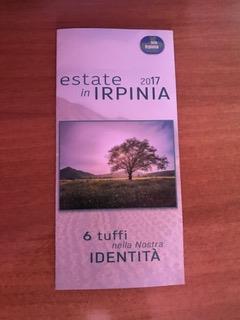 estate 2017
in IRPINIA
6 tuffi
nella Nostra
IDENTITÀ